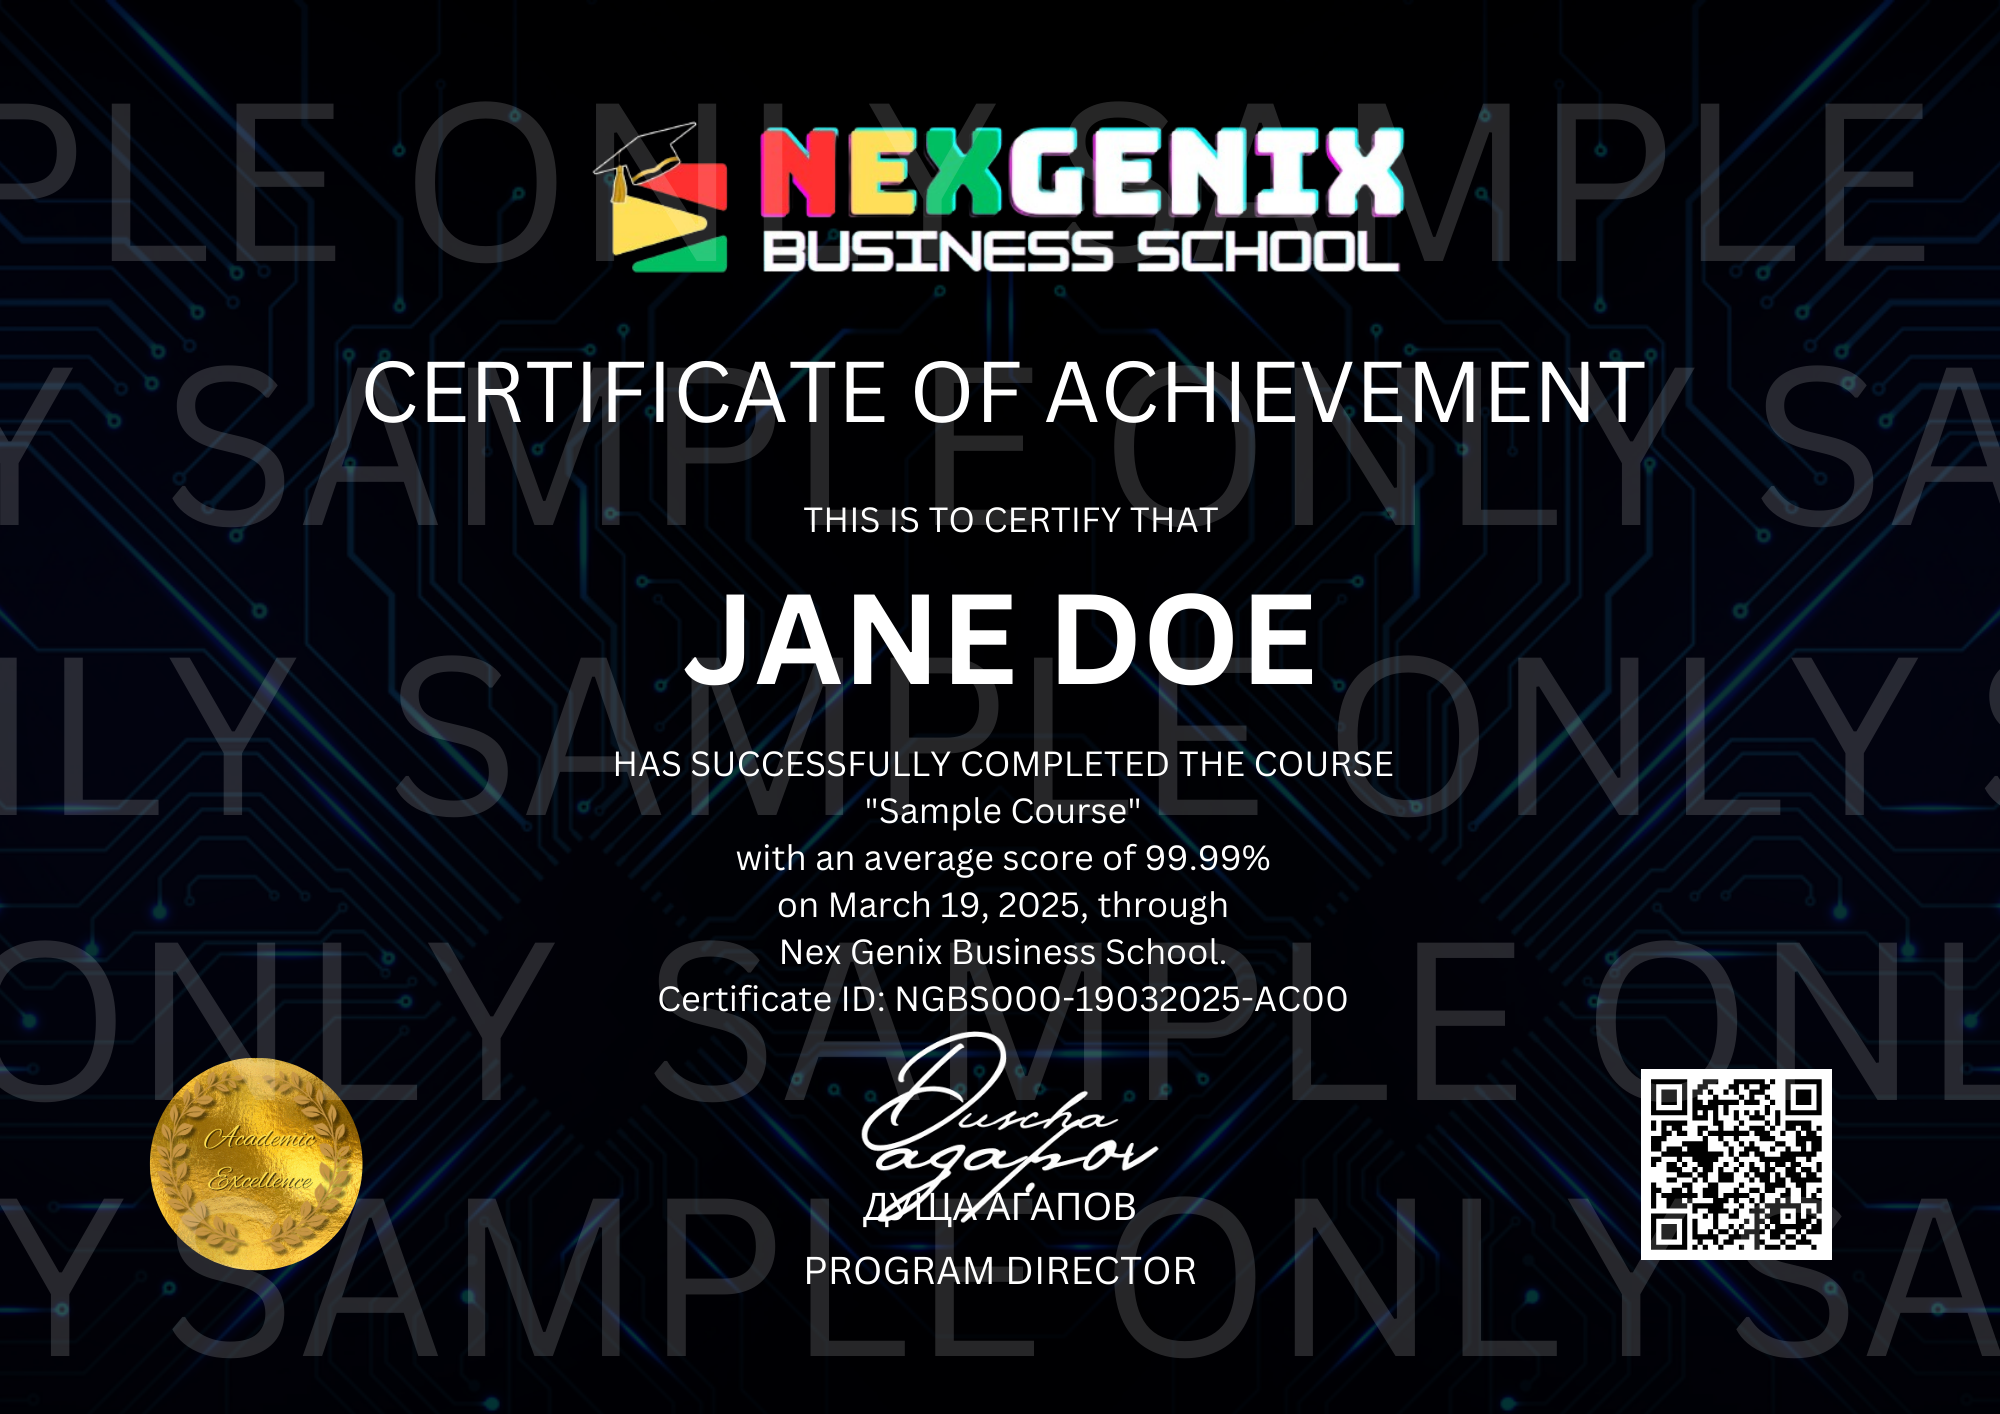 NEXGENIX
BUSINESS SCHOOL
CERTIFICATE OF ACHIEVEMENT
THIS IS TO CERTIFY THAT
JANE DOE
HAS SUCCESSFULLY COMPLETED THE COURSE
"Sample Course"
with an average score of 99.99%
on March 19, 2025, through
Nex Genix Business School.
Certificate ID: NGBS000-19032025-AC00
Duscha
agapov
ДУЩА АГАПОВ
PROGRAM DIRECTOR
Academic
Excellence
PLE ONLY SAMPLE
Y SAMPLE ONLY SA
NLY SAMPLE ONLY S
ONLY SAMPLE ONL
Y SAMPLE ONLY SA